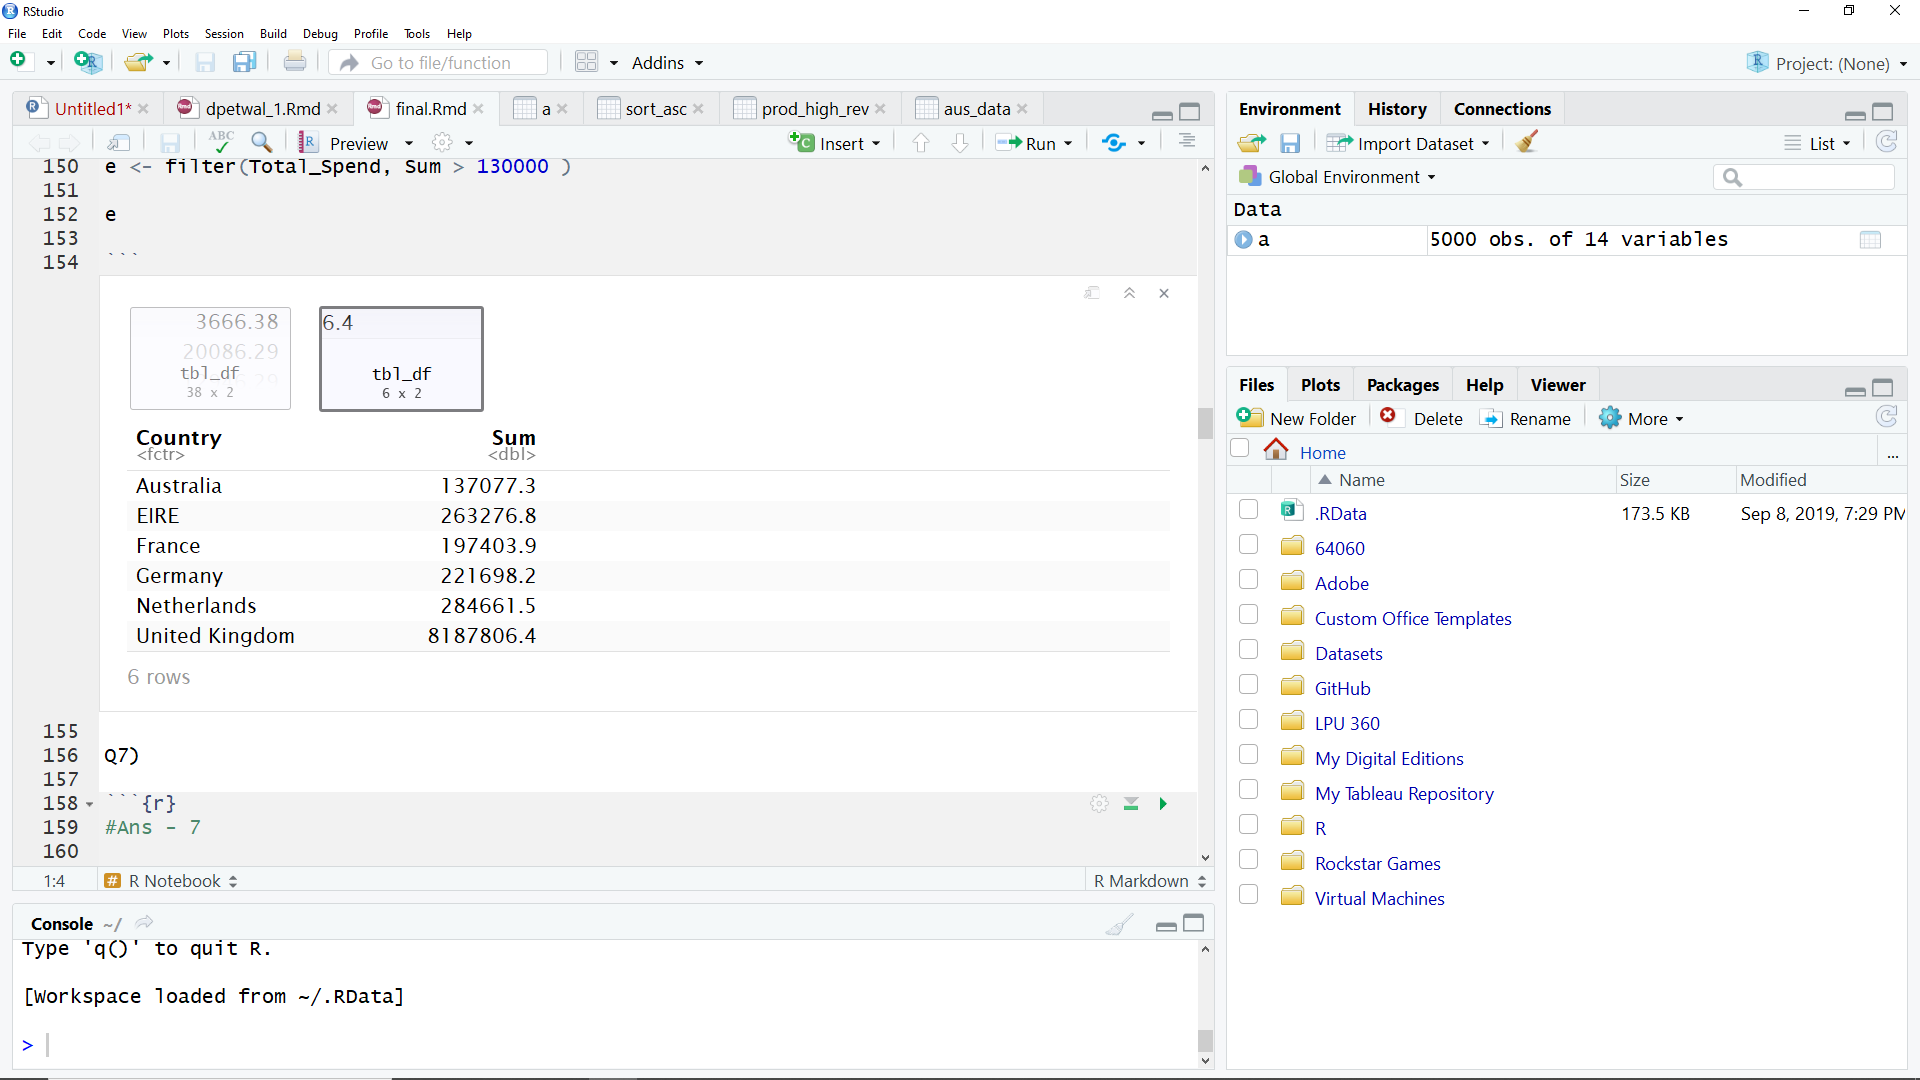 RStudio
File Edit Code View Plots Session Build Debug Profile Tools Help
Go to file/function Addins Project: (None)
Untitled1* dpetwal_1.Rmd final.Rmd a sort_asc prod_high_rev aus_data
ABC Preview Insert Run
150 e <- filter(Total_Spend, Sum > 130000 )
151
152 e
153
154 ```
3666.38
20086.29
tbl_df
38 x 2
6.4
tbl_df
6 x 2
Country Sum
<fctr> <dbl>
Australia 137077.3
EIRE 263276.8
France 197403.9
Germany 221698.2
Netherlands 284661.5
United Kingdom 8187806.4
6 rows
155
156 Q7)
157
158 ```{r}
159 #Ans - 7
160
1:4 # R Notebook R Markdown
Console ~/
Type 'q()' to quit R.
[Workspace loaded from ~/.RData]
>
Environment History Connections
Import Dataset List
Global Environment
Data
a 5000 obs. of 14 variables
Files Plots Packages Help Viewer
New Folder Delete Rename More
Home ...
Name Size Modified
.RData 173.5 KB Sep 8, 2019, 7:29 PM
64060
Adobe
Custom Office Templates
Datasets
GitHub
LPU 360
My Digital Editions
My Tableau Repository
R
Rockstar Games
Virtual Machines